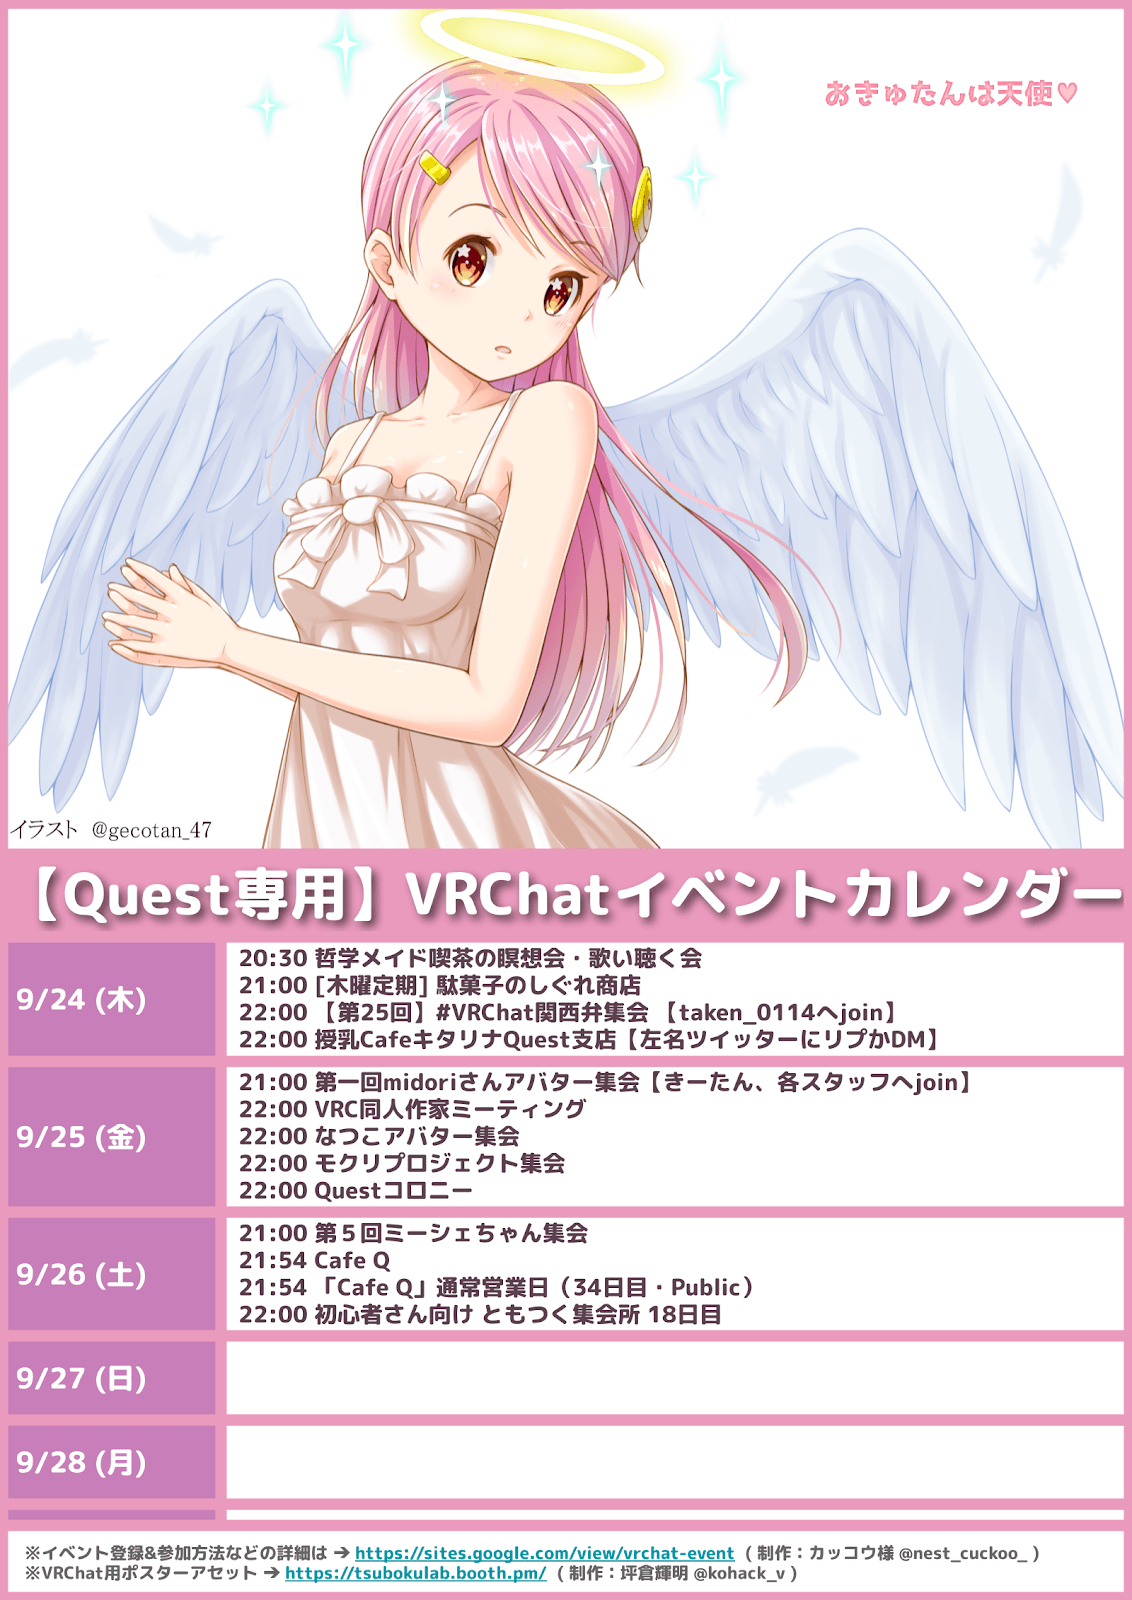 おきゅたんは天使♥
イラスト @gecotan_47
【Quest専用】VRChatイベントカレンダー
9/24 (木)
20:30 哲学メイド喫茶の瞑想会・歌い聴く会
21:00 [木曜定期] 駄菓子のしぐれ商店
22:00 【第25回】#VRChat関西弁集会 【taken_0114へjoin】
22:00 授乳CafeキタリナQuest支店【左名ツイッターにリプかDM】
9/25 (金)
21:00 第一回midoriさんアバター集会【きーたん、各スタッフへjoin】
22:00 VRC同人作家ミーティング
22:00 なつこアバター集会
22:00 モクリプロジェクト集会
22:00 Questコロニー
9/26 (土)
21:00 第５回ミーシェちゃん集会
21:54 Cafe Q
21:54 「Cafe Q」通常営業日（34日目・Public）
22:00 初心者さん向け ともつく集会所 18日目
9/27 (日)
9/28 (月)
※イベント登録&参加方法などの詳細は ➔ https://sites.google.com/view/vrchat-event （制作：カッコウ様 @nest_cuckoo_ )
※VRChat用ポスターアセット ➔ https://tsubokulab.booth.pm/ （制作：坪倉輝明 @kohack_v )